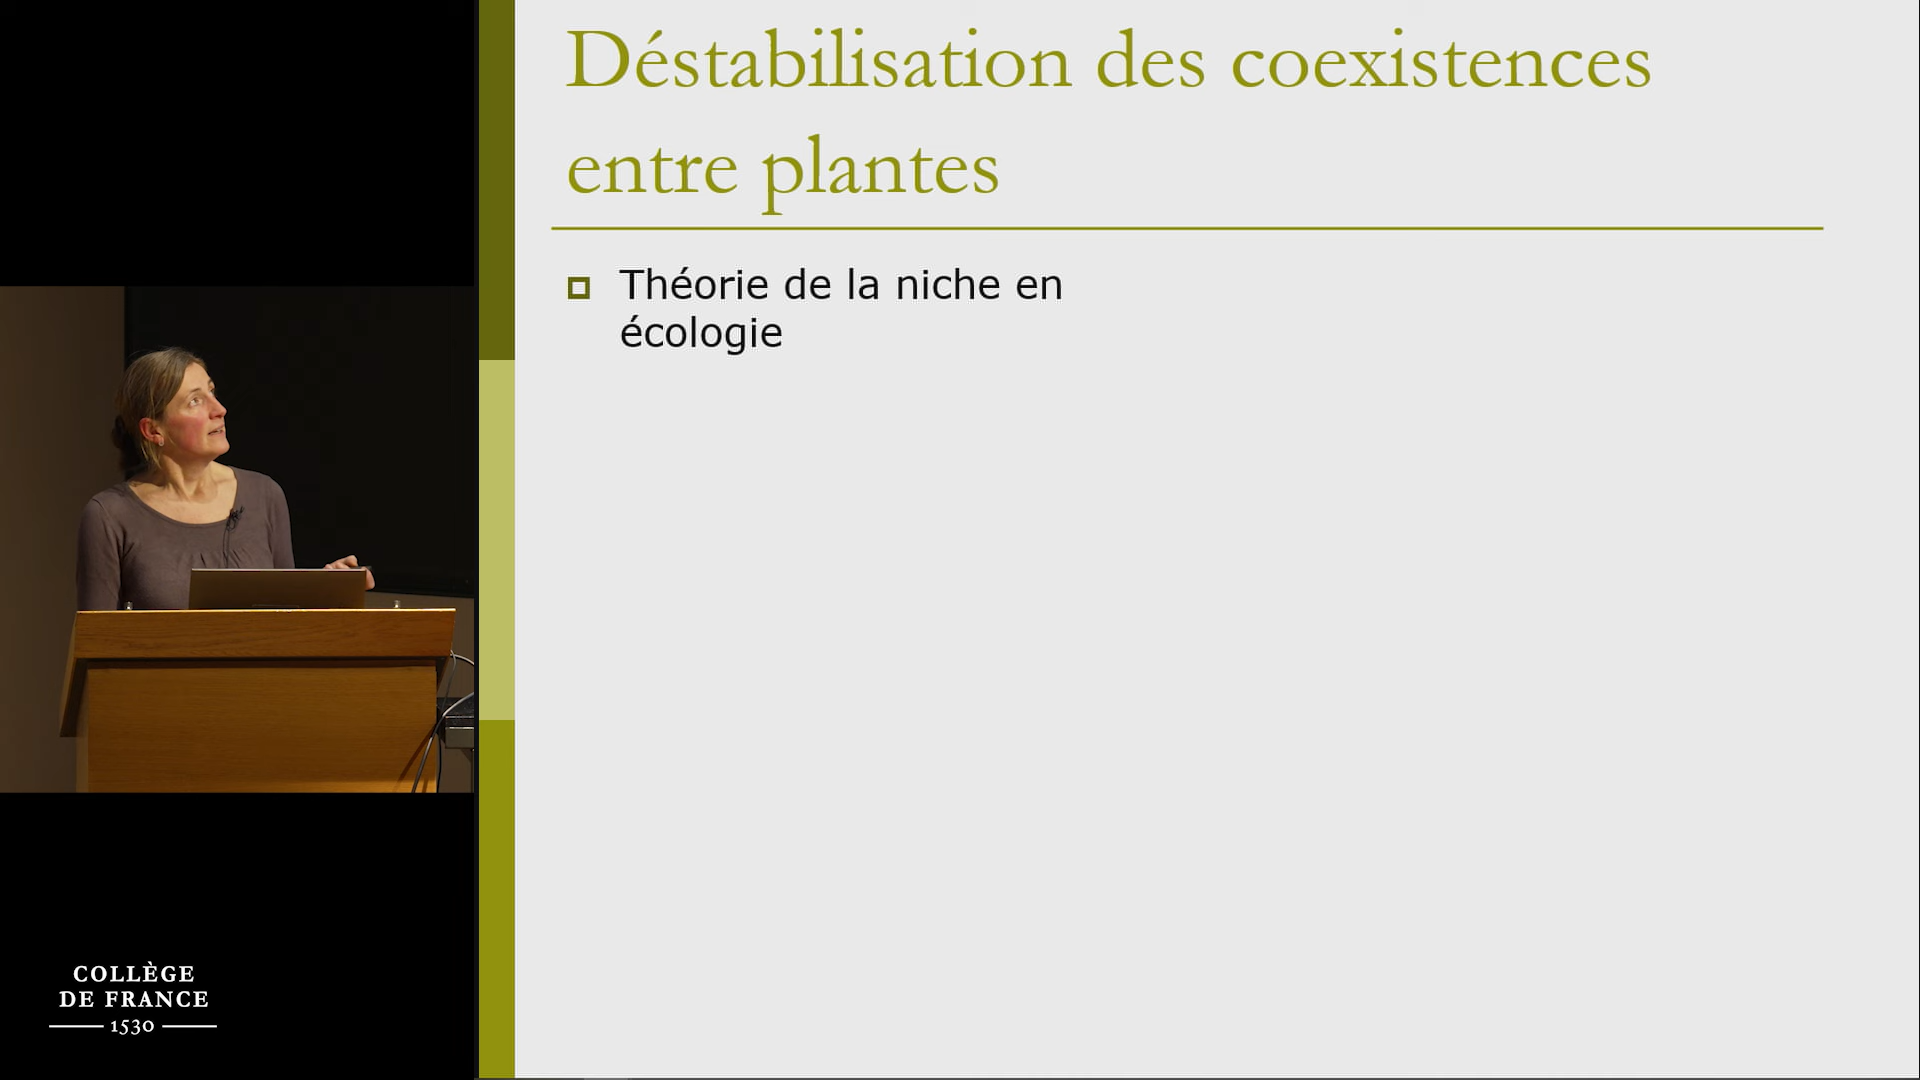 Déstabilisation des coexistences
entre plantes
Théorie de la niche en
écologie
COLLÈGE
DE FRANCE
1530